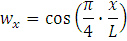 w_x = cos(π/4 · x/L)